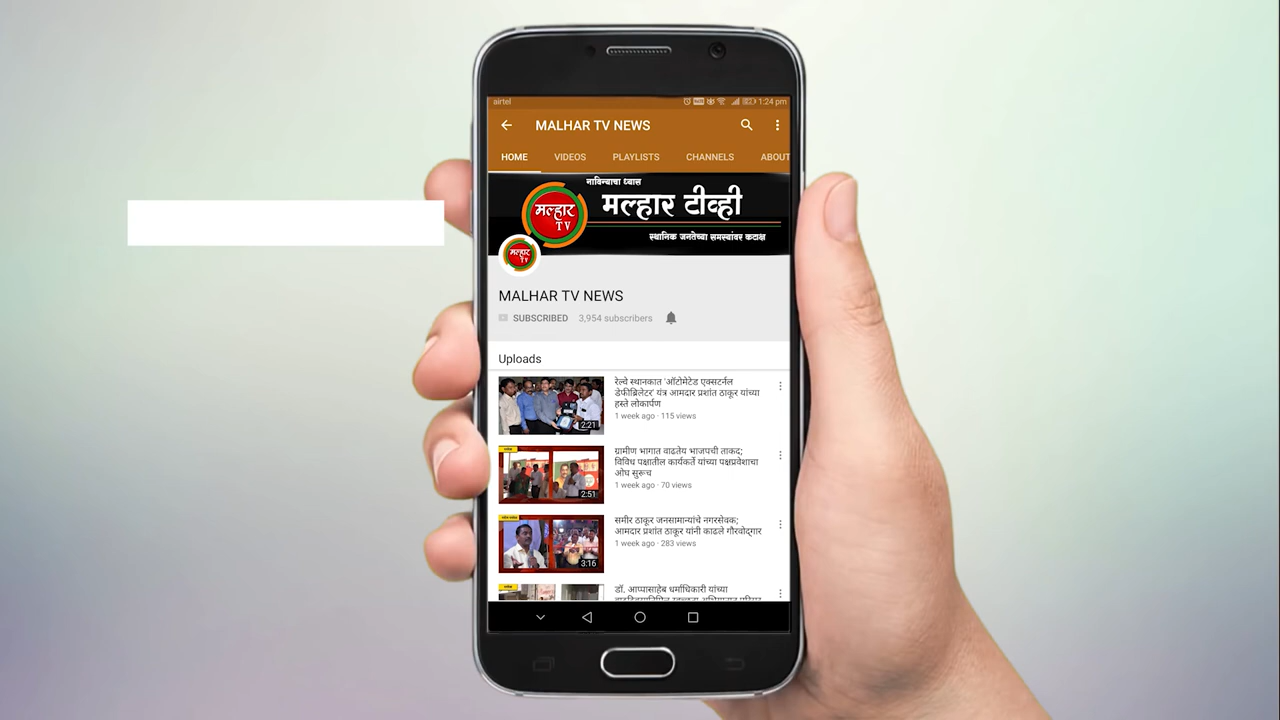 airtel
1:24 pm
MALHAR TV NEWS
HOME VIDEOS PLAYLISTS CHANNELS ABOUT
नाविन्याचा ध्यास
मल्हार टीव्ही
मल्हार
TV
स्थानिक जनतेच्या समस्यांवर कटाक्ष
मल्हार
TV
MALHAR TV NEWS
SUBSCRIBED 3,954 subscribers
Uploads
रेल्वे स्थानकात 'ऑटोमेटेड एक्सटर्नल
डेफीब्रिलेटर' यंत्र आमदार प्रशांत ठाकूर यांच्या
हस्ते लोकार्पण
1 week ago · 115 views
2:21
ग्रामीण भागात वाढतेय भाजपची ताकद;
विविध पक्षातील कार्यकर्ते यांच्या पक्षप्रवेशाचा
ओघ सुरूच
1 week ago · 70 views
2:51
समीर ठाकूर जनसामान्यांचे नगरसेवक;
आमदार प्रशांत ठाकूर यांनी काढले गौरवोद्गार
1 week ago · 283 views
3:16
डॉ. आप्पासाहेब धर्माधिकारी यांच्या